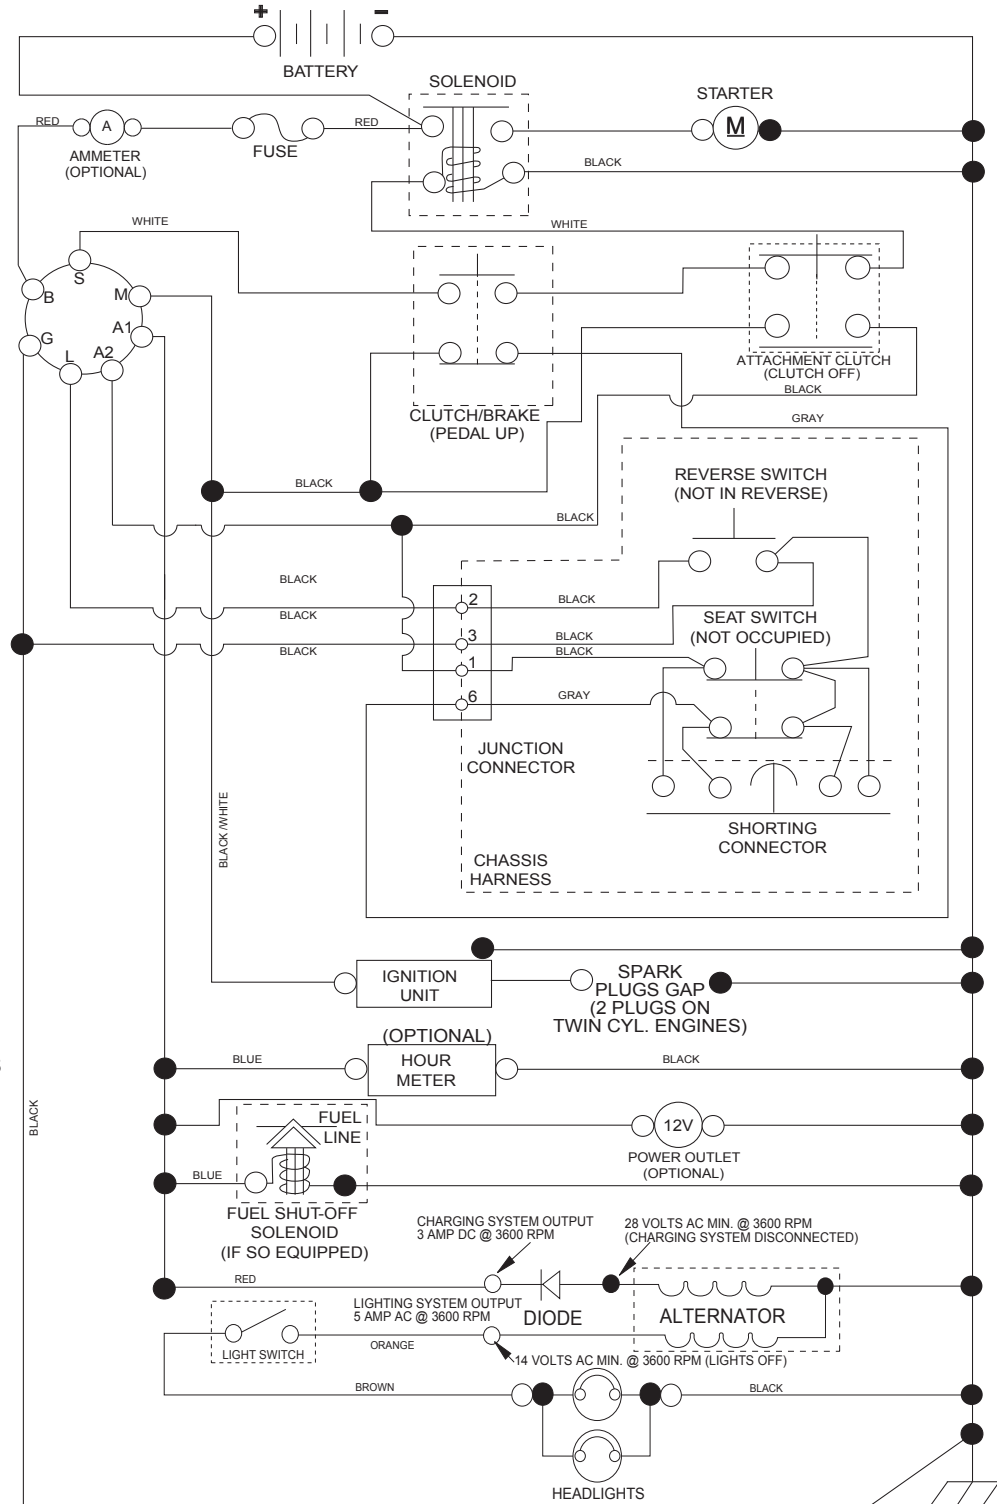 + -
BATTERY
SOLENOID
STARTER
RED
A
AMMETER
(OPTIONAL)
FUSE
RED
M
BLACK
WHITE
WHITE
S
B
M
G
A1
L
A2
ATTACHMENT CLUTCH
(CLUTCH OFF)
BLACK
CLUTCH/BRAKE
(PEDAL UP)
GRAY
REVERSE SWITCH
(NOT IN REVERSE)
BLACK
BLACK
BLACK
BLACK
2
BLACK
SEAT SWITCH
(NOT OCCUPIED)
3
BLACK
BLACK
BLACK
1
6
GRAY
JUNCTION
CONNECTOR
BLACK /WHITE
SHORTING
CONNECTOR
CHASSIS
HARNESS
IGNITION
UNIT
SPARK
PLUGS GAP
(2 PLUGS ON
TWIN CYL. ENGINES)
(OPTIONAL)
HOUR
METER
BLUE
BLACK
BLACK
FUEL
LINE
12V
POWER OUTLET
(OPTIONAL)
BLUE
FUEL SHUT-OFF
SOLENOID
(IF SO EQUIPPED)
CHARGING SYSTEM OUTPUT
3 AMP DC @ 3600 RPM
28 VOLTS AC MIN. @ 3600 RPM
(CHARGING SYSTEM DISCONNECTED)
RED
LIGHTING SYSTEM OUTPUT
5 AMP AC @ 3600 RPM
DIODE
ALTERNATOR
LIGHT SWITCH
ORANGE
14 VOLTS AC MIN. @ 3600 RPM (LIGHTS OFF)
BROWN
BLACK
HEADLIGHTS